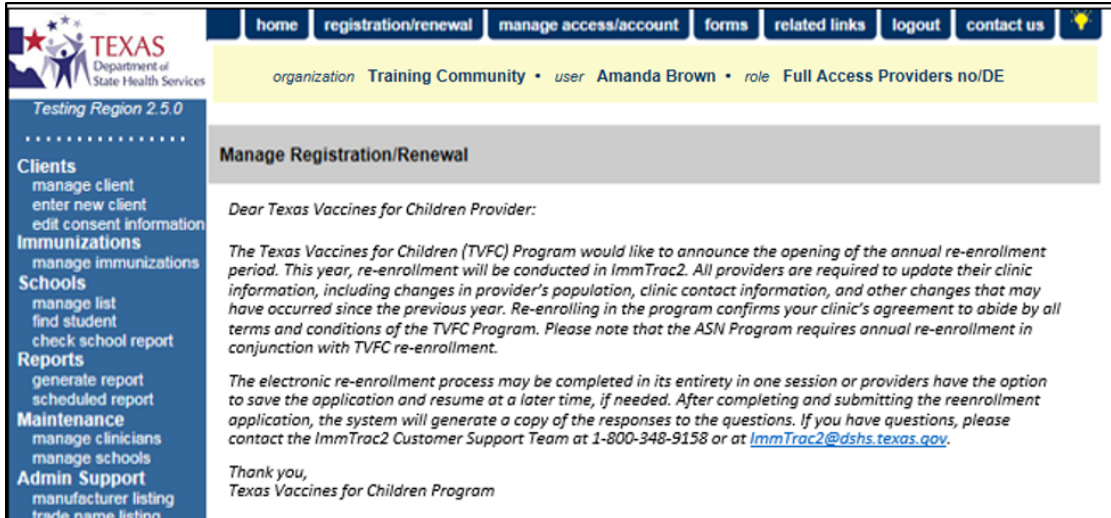 home registration/renewal manage access/account forms related links logout contact us
TEXAS
Department of
State Health Services
organization Training Community • user Amanda Brown • role Full Access Providers no/DE
Testing Region 2.5.0
Clients
manage client
enter new client
edit consent information
Immunizations
manage immunizations
Schools
manage list
find student
check school report
Reports
generate report
scheduled report
Maintenance
manage clinicians
manage schools
Admin Support
manufacturer listing
trade name listing
Manage Registration/Renewal
Dear Texas Vaccines for Children Provider:
The Texas Vaccines for Children (TVFC) Program would like to announce the opening of the annual re-enrollment
period. This year, re-enrollment will be conducted in ImmTrac2. All providers are required to update their clinic
information, including changes in provider's population, clinic contact information, and other changes that may
have occurred since the previous year. Re-enrolling in the program confirms your clinic's agreement to abide by all
terms and conditions of the TVFC Program. Please note that the ASN Program requires annual re-enrollment in
conjunction with TVFC re-enrollment.
The electronic re-enrollment process may be completed in its entirety in one session or providers have the option
to save the application and resume at a later time, if needed. After completing and submitting the reenrollment
application, the system will generate a copy of the responses to the questions. If you have questions, please
contact the ImmTrac2 Customer Support Team at 1-800-348-9158 or at ImmTrac2@dshs.texas.gov.
Thank you,
Texas Vaccines for Children Program